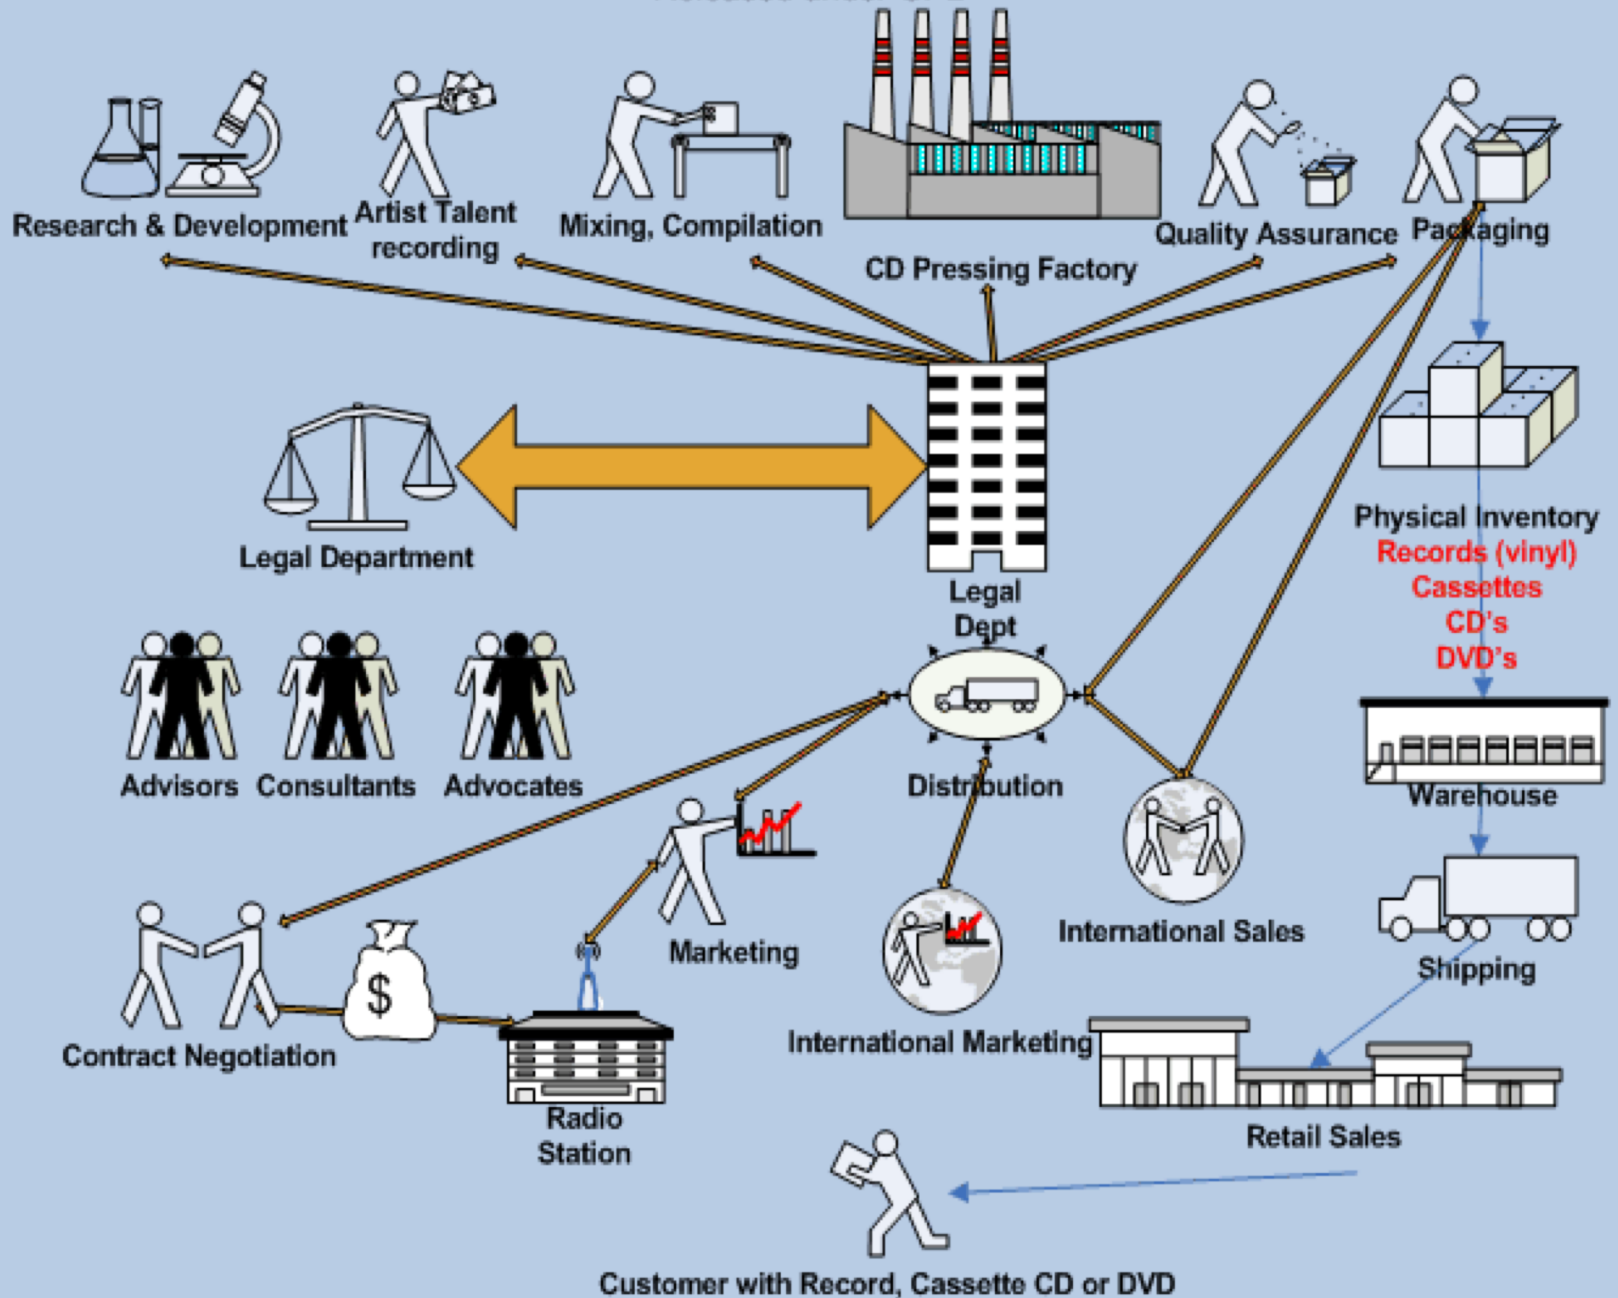 Research & Development
Artist Talent
recording
Mixing, Compilation
CD Pressing Factory
Quality Assurance
Packaging
Legal Department
Legal
Dept
Physical Inventory
Records (vinyl)
Cassettes
CD's
DVD's
Advisors
Consultants
Advocates
Distribution
Warehouse
Marketing
International Sales
Shipping
Contract Negotiation
$
International Marketing
Radio
Station
Retail Sales
Customer with Record, Cassette CD or DVD